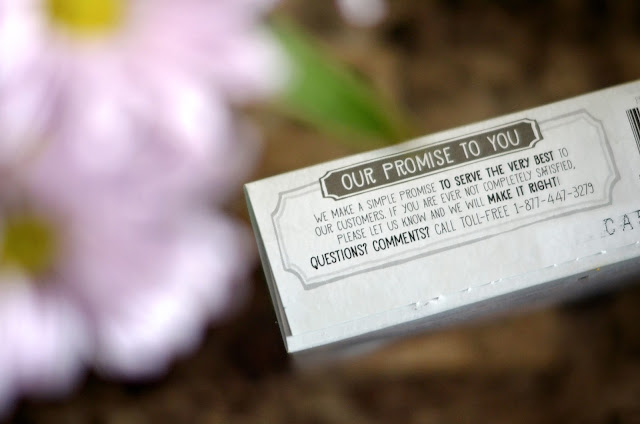 OUR PROMISE TO YOU
WE MAKE A SIMPLE PROMISE TO SERVE THE VERY BEST TO
OUR CUSTOMERS. IF YOU ARE EVER NOT COMPLETELY SATISFIED,
PLEASE LET US KNOW AND WE WILL MAKE IT RIGHT!
QUESTIONS? COMMENTS? CALL TOLL-FREE 1-877-447-3279